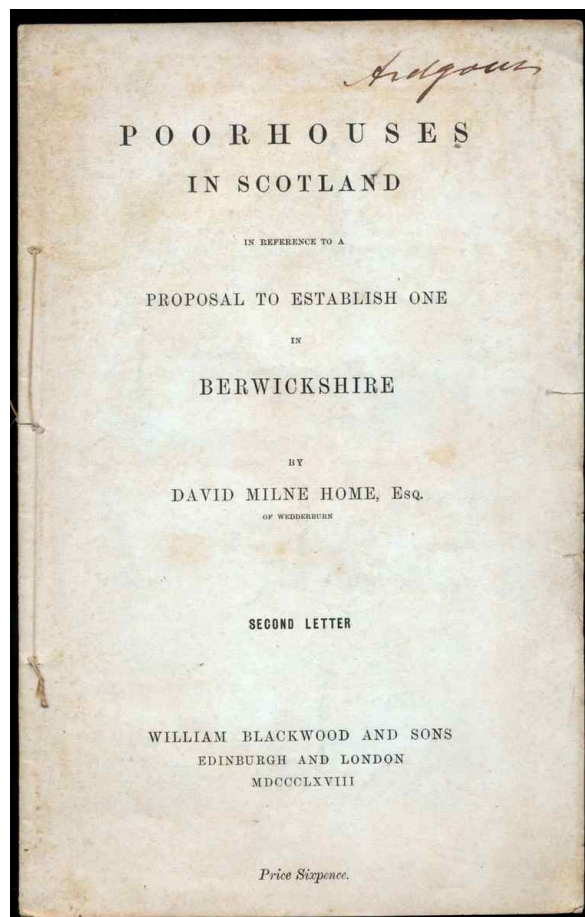 Ardgour
POORHOUSES
IN SCOTLAND
IN REFERENCE TO A
PROPOSAL TO ESTABLISH ONE
IN
BERWICKSHIRE
BY
DAVID MILNE HOME, ESQ.
OF WEDDERBURN
SECOND LETTER
WILLIAM BLACKWOOD AND SONS
EDINBURGH AND LONDON
MDCCCLXVIII
Price Sixpence.